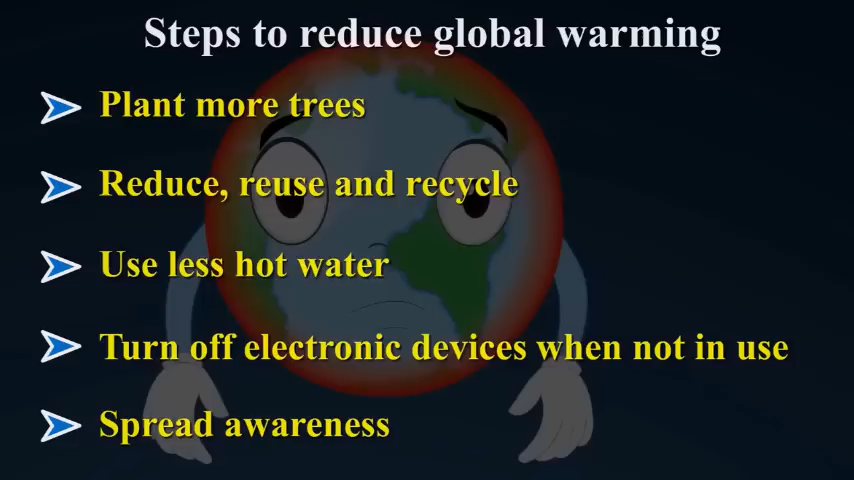 Steps to reduce global warming
Plant more trees
Reduce, reuse and recycle
Use less hot water
Turn off electronic devices when not in use
Spread awareness